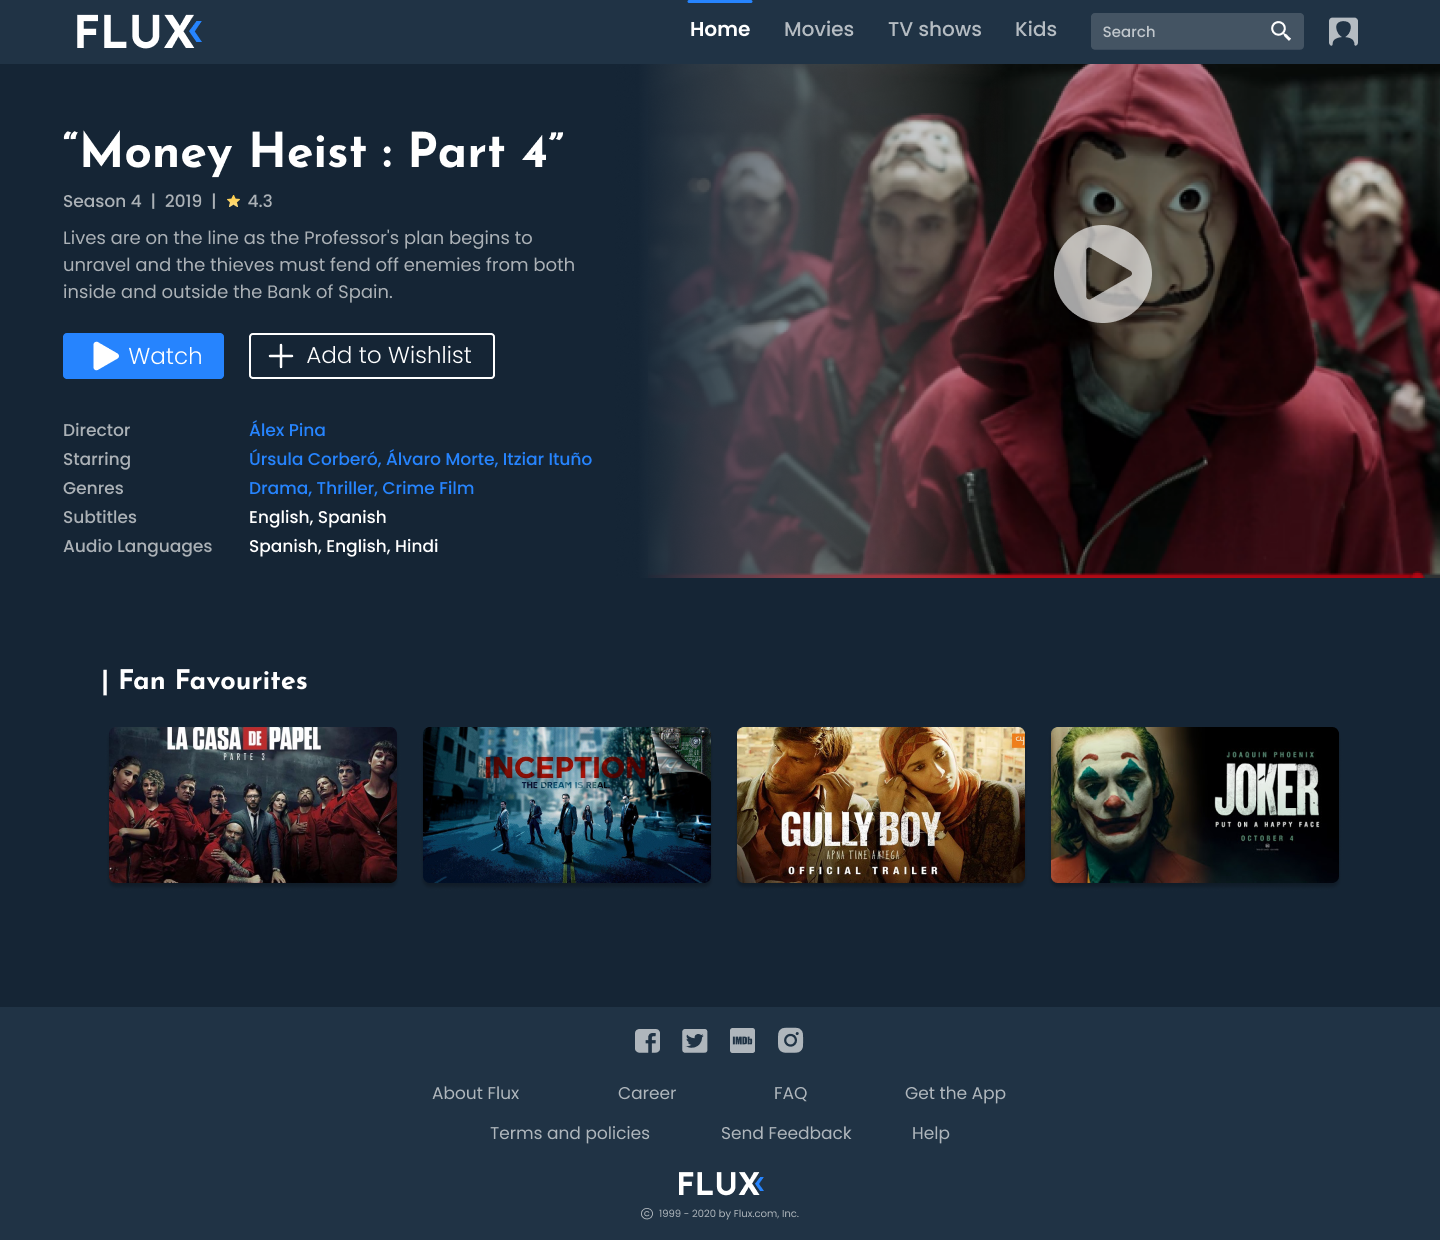 FLUX
Home Movies TV shows Kids Search
“Money Heist : Part 4”
Season 4 | 2019 | 4.3
Lives are on the line as the Professor's plan begins to
unravel and the thieves must fend off enemies from both
inside and outside the Bank of Spain.
Watch Add to Wishlist
Director Álex Pina
Starring Úrsula Corberó, Álvaro Morte, Itziar Ituño
Genres Drama, Thriller, Crime Film
Subtitles English, Spanish
Audio Languages Spanish, English, Hindi
| Fan Favourites
LA CASA DE PAPEL
PARTE 3
INCEPTION
THE DREAM IS REAL
GULLY BOY
APNA TIME AAYEGA
OFFICIAL TRAILER
JOAQUIN PHOENIX
JOKER
PUT ON A HAPPY FACE
OCTOBER 4
IMDb
About Flux Career FAQ Get the App
Terms and policies Send Feedback Help
FLUX
© 1999 - 2020 by Flux.com, Inc.